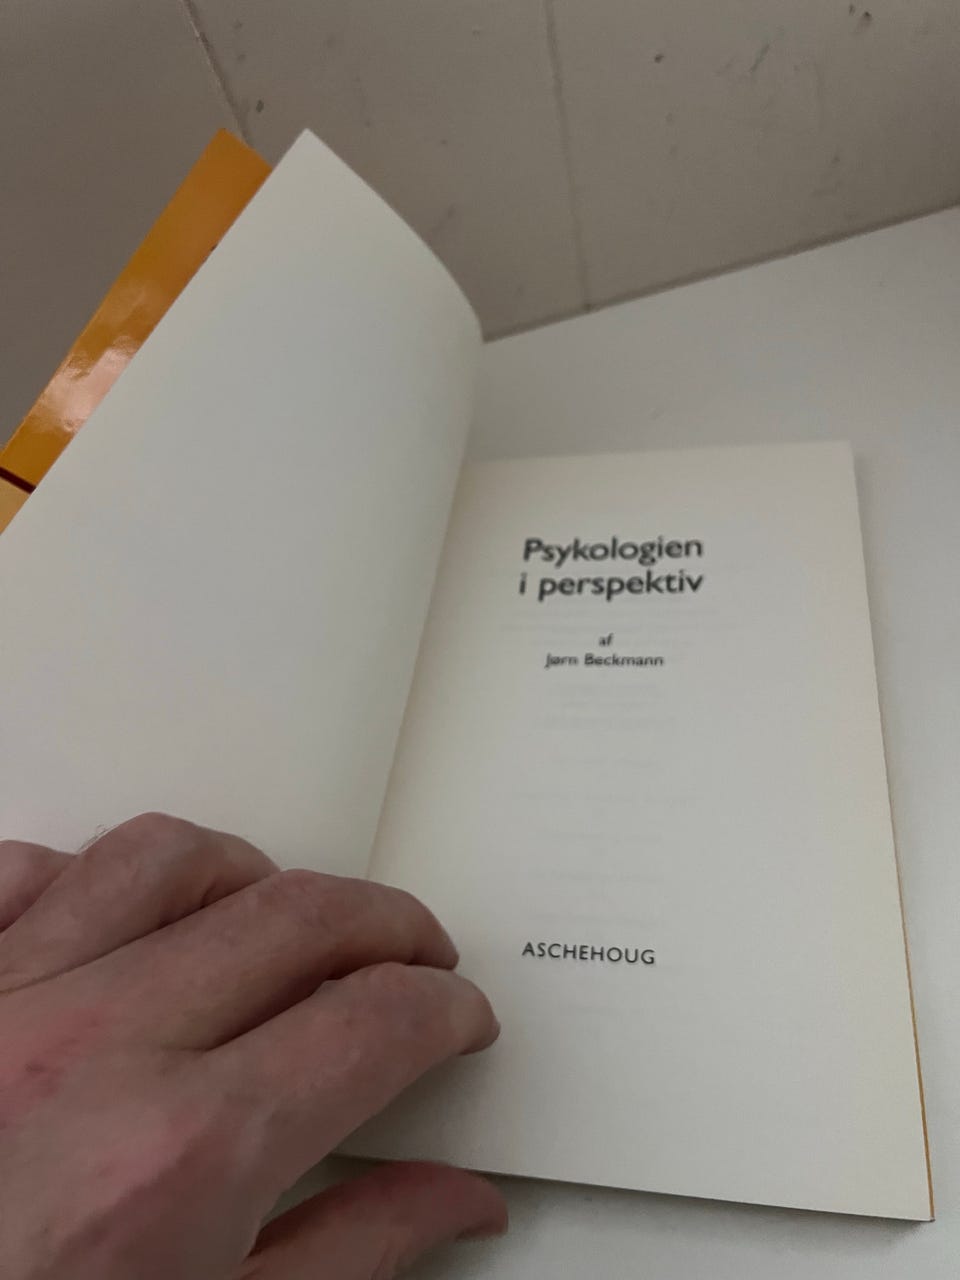 Psykologien
i perspektiv
af
Jørn Beckmann
ASCHEHOUG